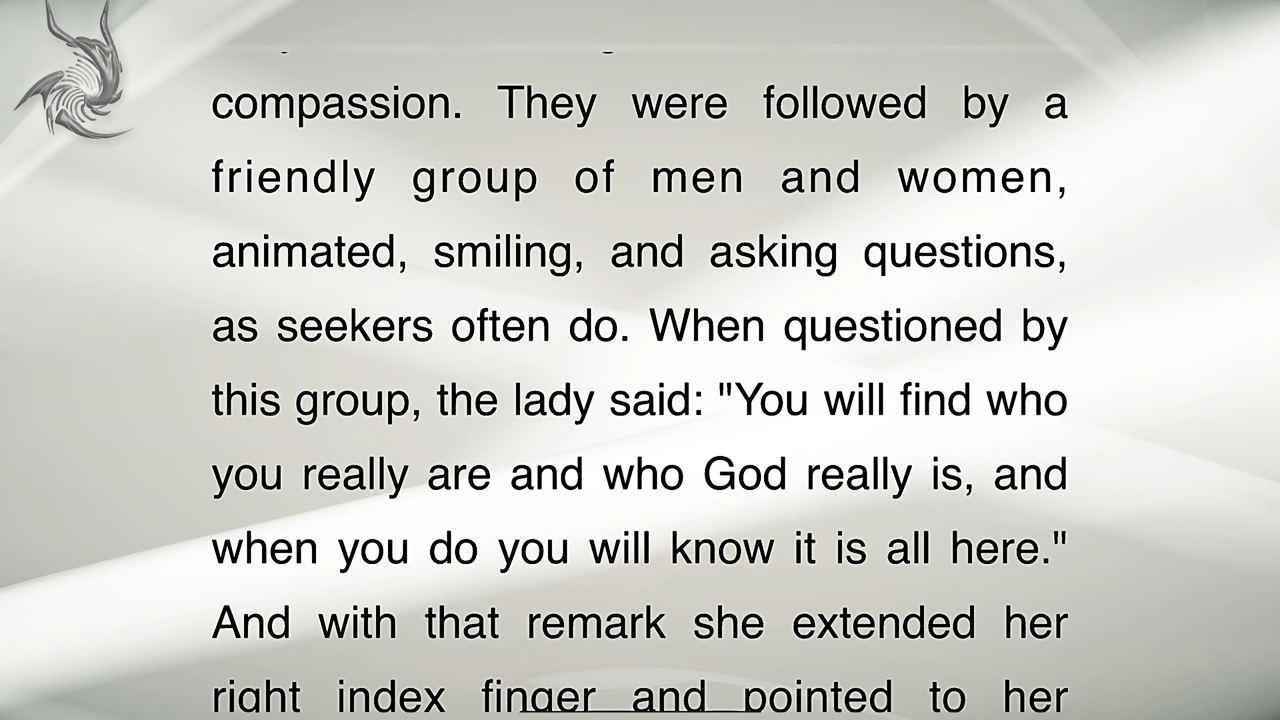 compassion. They were followed by a
friendly group of men and women,
animated, smiling, and asking questions,
as seekers often do. When questioned by
this group, the lady said: "You will find who
you really are and who God really is, and
when you do you will know it is all here."
And with that remark she extended her
right index finger and pointed to her